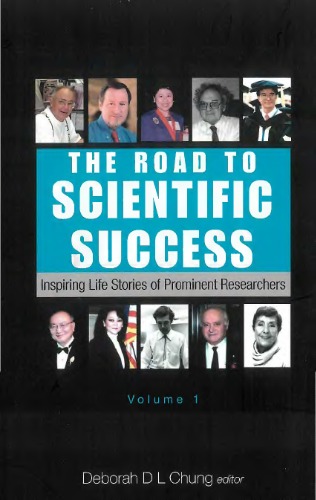 THE ROAD TO
SCIENTIFIC
SUCCESS
Inspiring Life Stories of Prominent Researchers
Volume 1
Deborah D L Chung editor